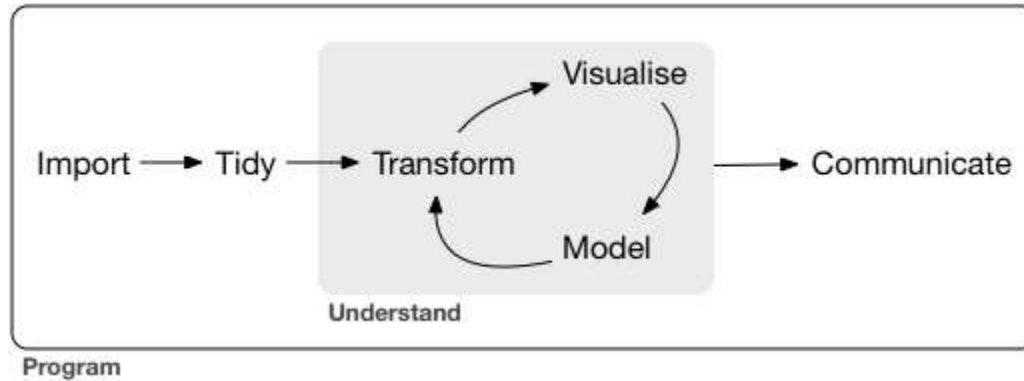 Visualise
Import
Tidy
Transform
Communicate
Model
Understand
Program